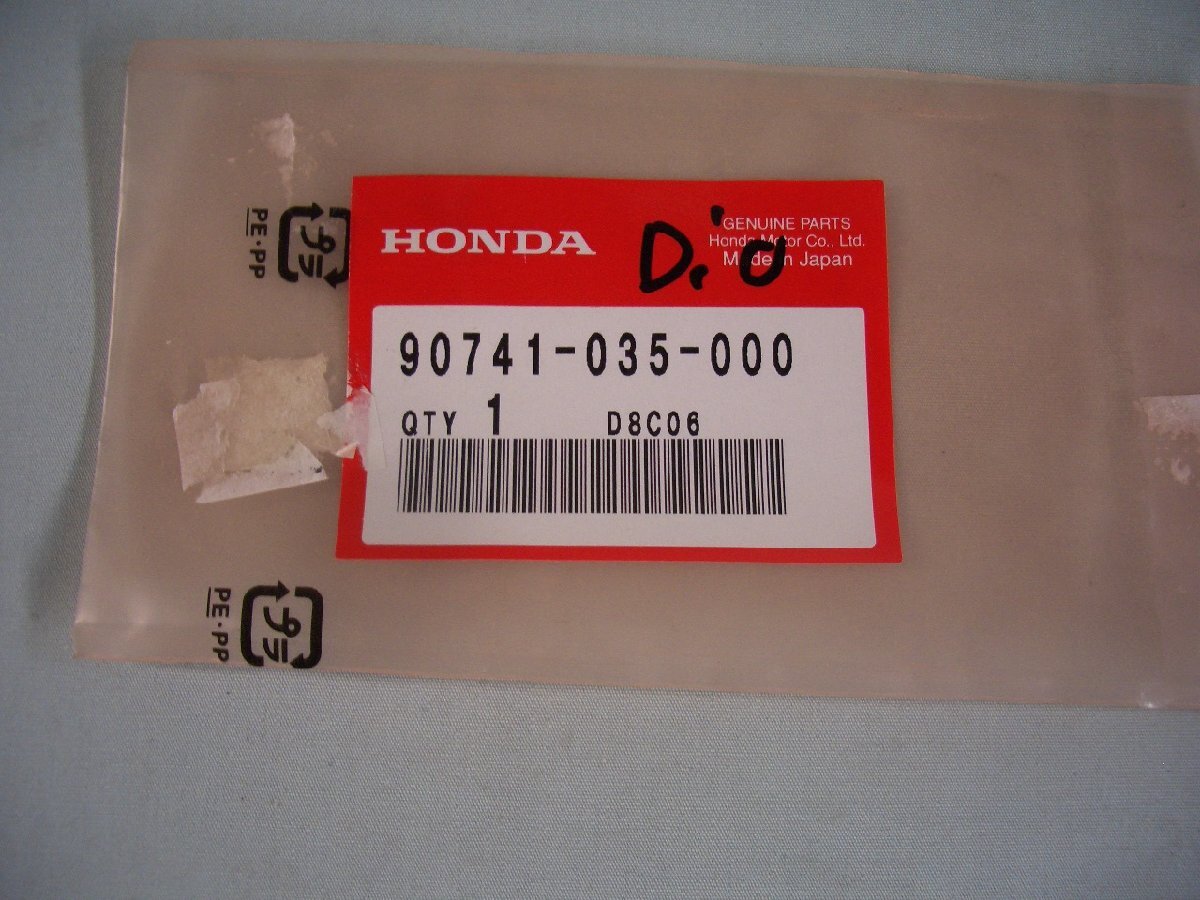 HONDA
GENUINE PARTS
Honda Motor Co., Ltd.
Made in Japan
Dio
90741-035-000
QTY 1 D8C06
プラ
PE・PP
プラ
PE・PP